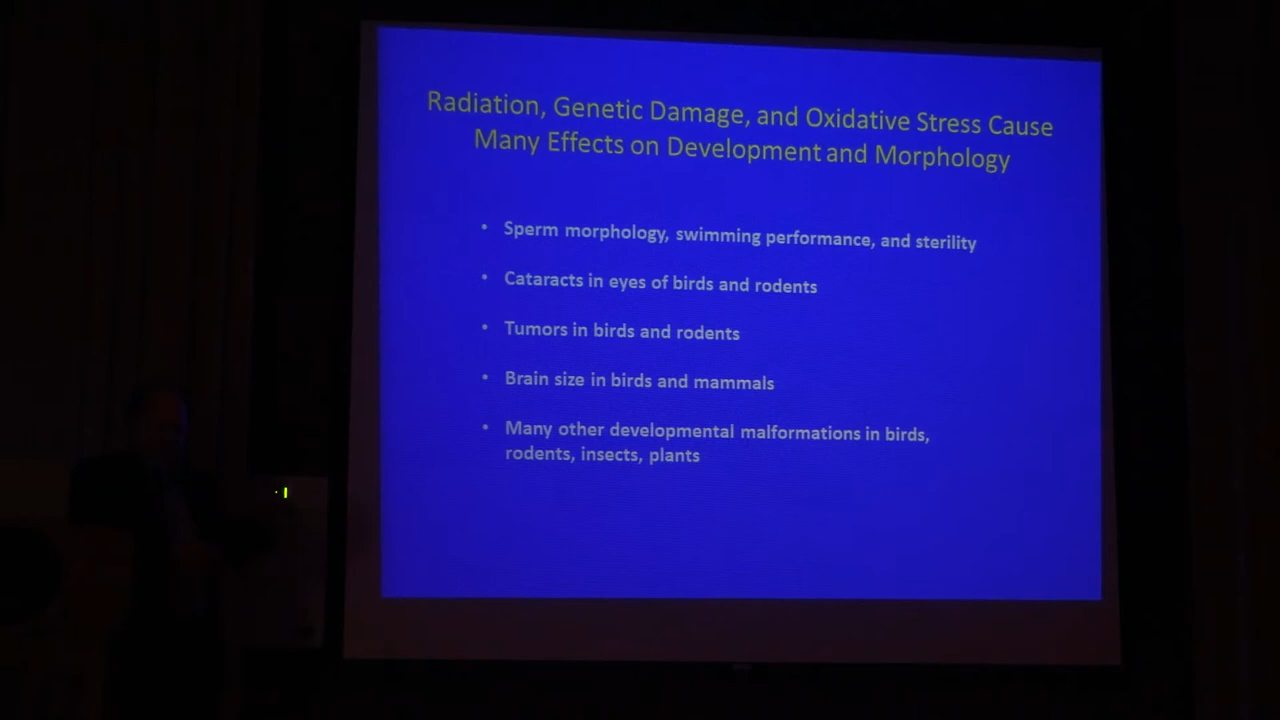 Radiation, Genetic Damage, and Oxidative Stress Cause
Many Effects on Development and Morphology
• Sperm morphology, swimming performance, and sterility
• Cataracts in eyes of birds and rodents
• Tumors in birds and rodents
• Brain size in birds and mammals
• Many other developmental malformations in birds,
rodents, insects, plants